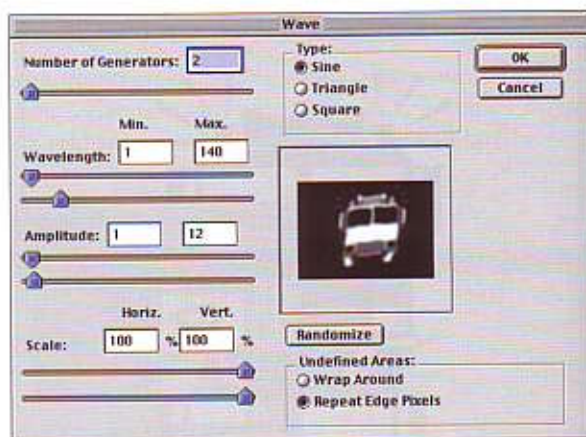 Wave
Number of Generators: 2
Min. Max.
Wavelength: 1 140
Amplitude: 1 12
Horiz. Vert.
Scale: 100 % 100 %
Type:
Sine
Triangle
Square
OK
Cancel
Randomize
Undefined Areas:
Wrap Around
Repeat Edge Pixels